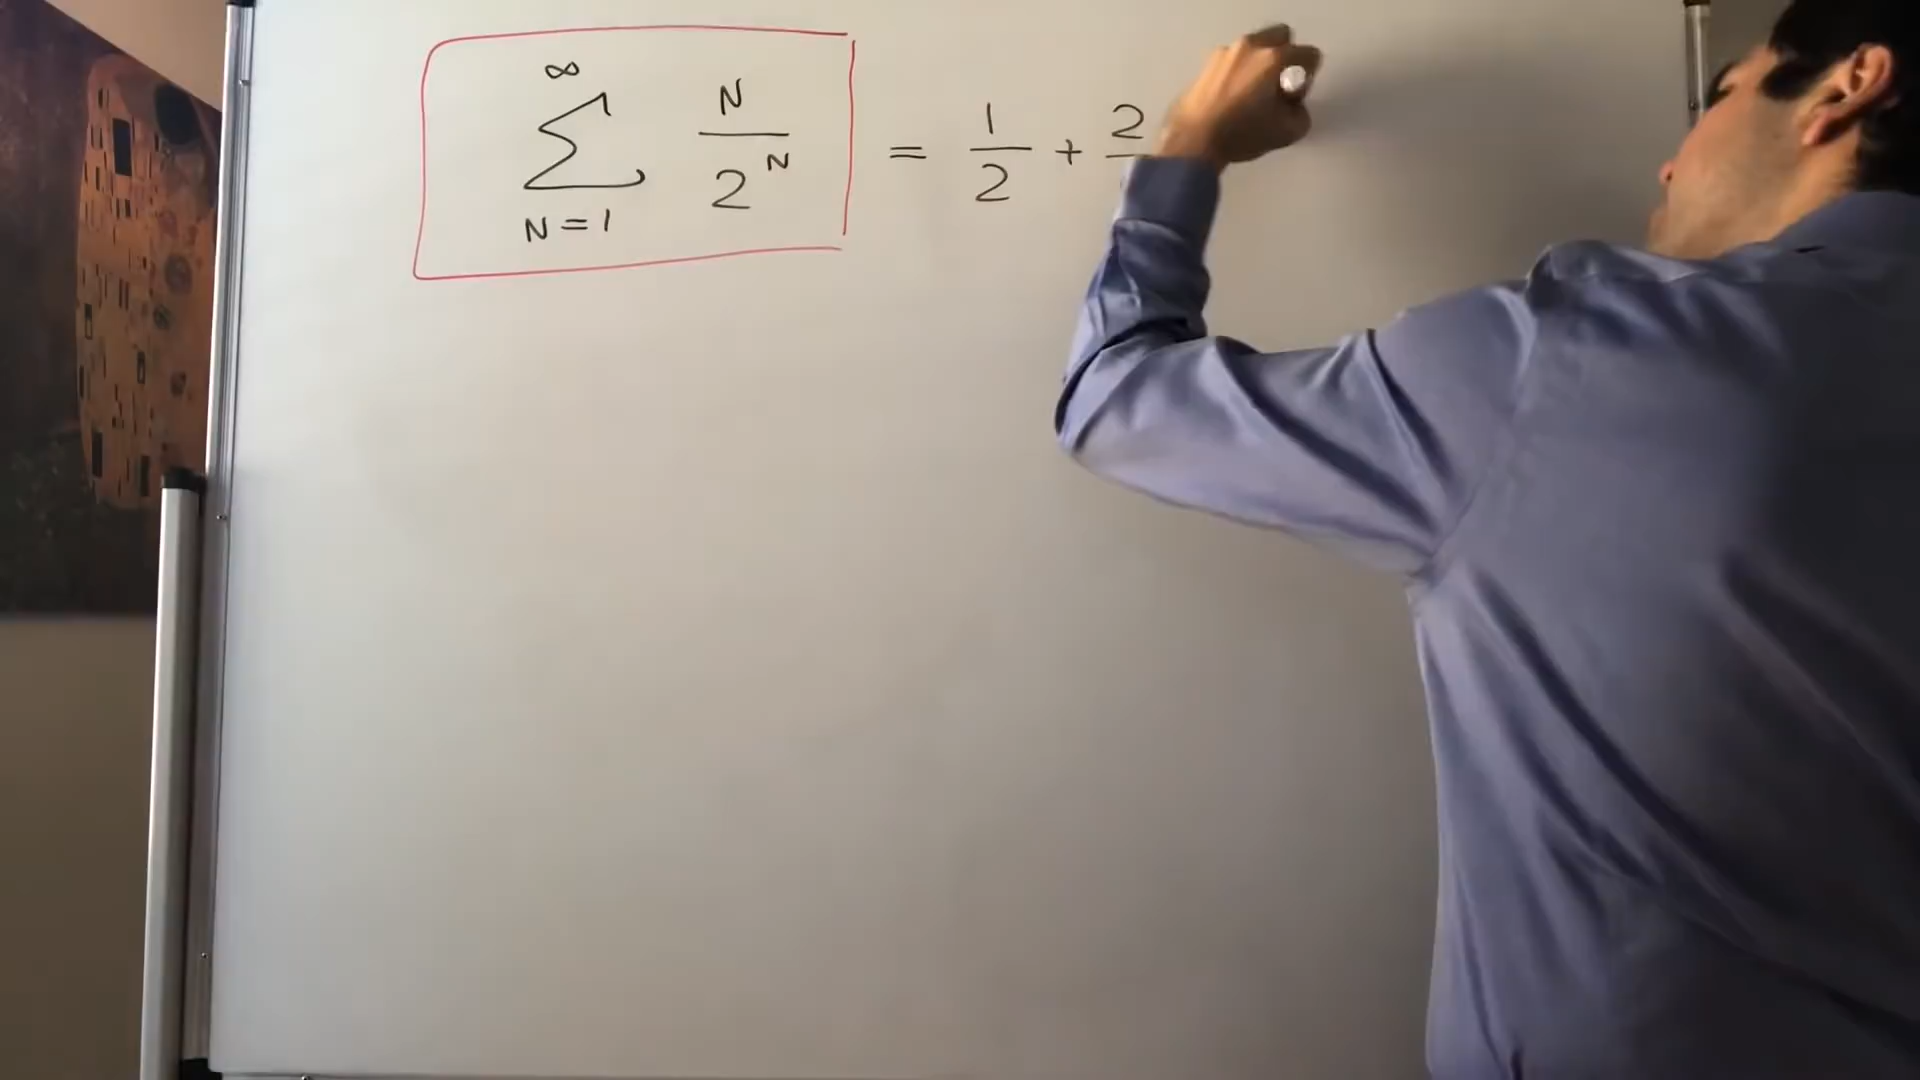 ∞
∑ N/2^N = 1/2 + 2
N=1